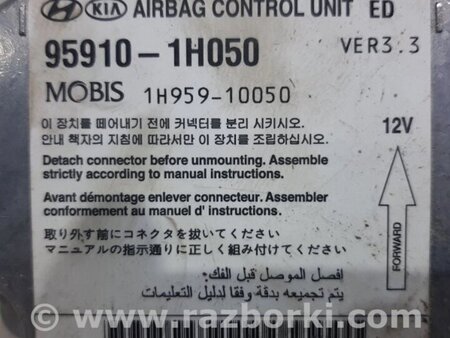 KIA AIRBAG CONTROL UNIT ED
95910-1H050 VER3.3
MOBIS 1H959-10050
이 장치를 떼어내기 전에 커넥터를 분리 시키시오.
안내 책자의 지침에 따라서만 이 장치를 조립하십시오.
12V
Detach connector before unmounting. Assemble
strictly according to manual instructions.
Avant démontage enlever connecteur. Assembler
conformement au manuel d' instructions.
FORWARD
取り外す前にコネクタを抜いてください
マニュアルの指示通りに正しく組み付けてください
افصل الموصل قبل الفك:
يتم تجميعه بدقة وفقا لدليل التعليمات
© www.razborki.com